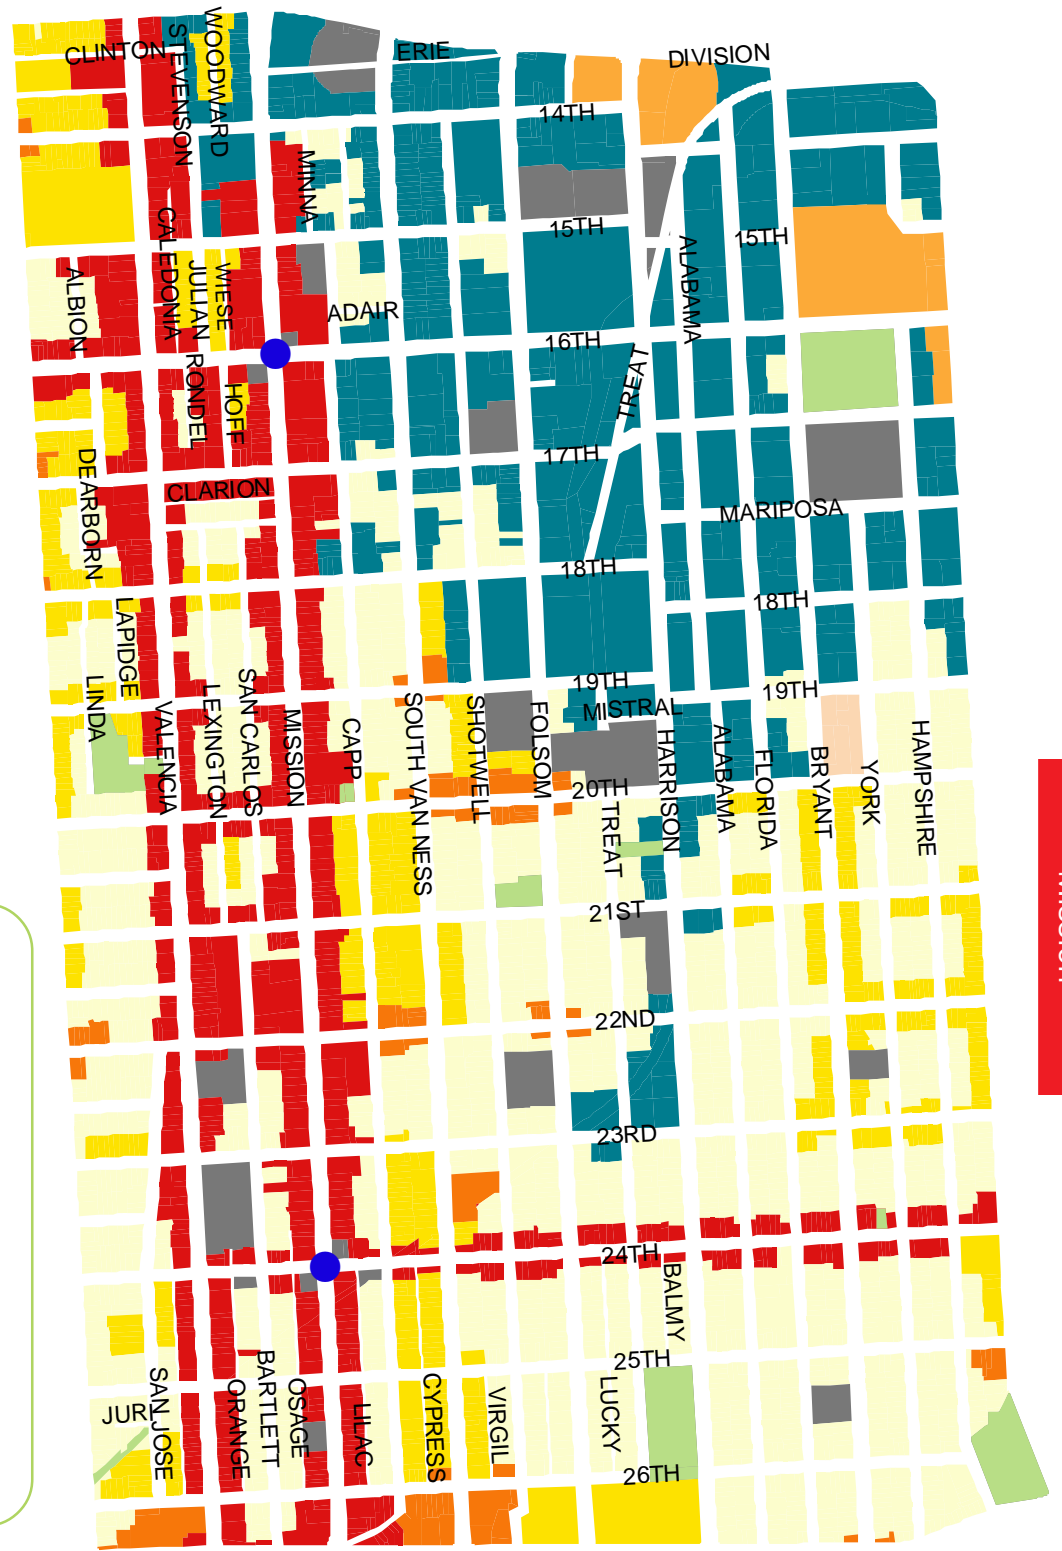 CLINTON
STEVENSON
WOODWARD
ERIE
DIVISION
14TH
MINNA
15TH
15TH
ALBION
CALEDONIA
JULIAN
WIESE
ADAIR
ALABAMA
16TH
TREAT
RONDEL
HOFF
17TH
DEARBORN
CLARION
MARIPOSA
18TH
18TH
LAPIDGE
LINDA
VALENCIA
LEXINGTON
SAN CARLOS
MISSION
CAPP
SOUTH VAN NESS
SHOTWELL
FOLSOM
19TH
MISTRAL
19TH
HARRISON
ALABAMA
FLORIDA
BRYANT
YORK
HAMPSHIRE
20TH
TREAT
21ST
22ND
23RD
24TH
BALMY
25TH
JURI
SAN JOSE
ORANGE
BARTLETT
OSAGE
LILAC
CYPRESS
VIRGIL
LUCKY
26TH